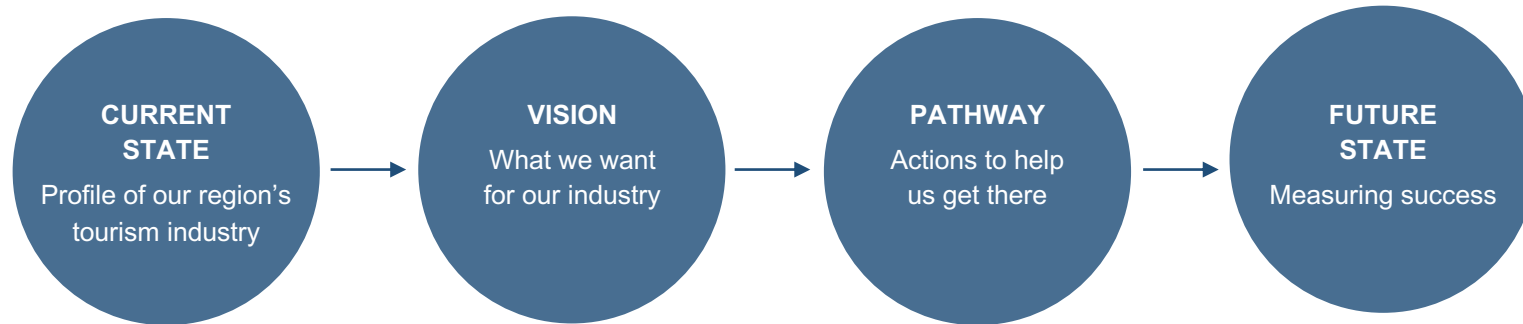 CURRENT
STATE
Profile of our region’s
tourism industry
VISION
What we want
for our industry
PATHWAY
Actions to help
us get there
FUTURE
STATE
Measuring success